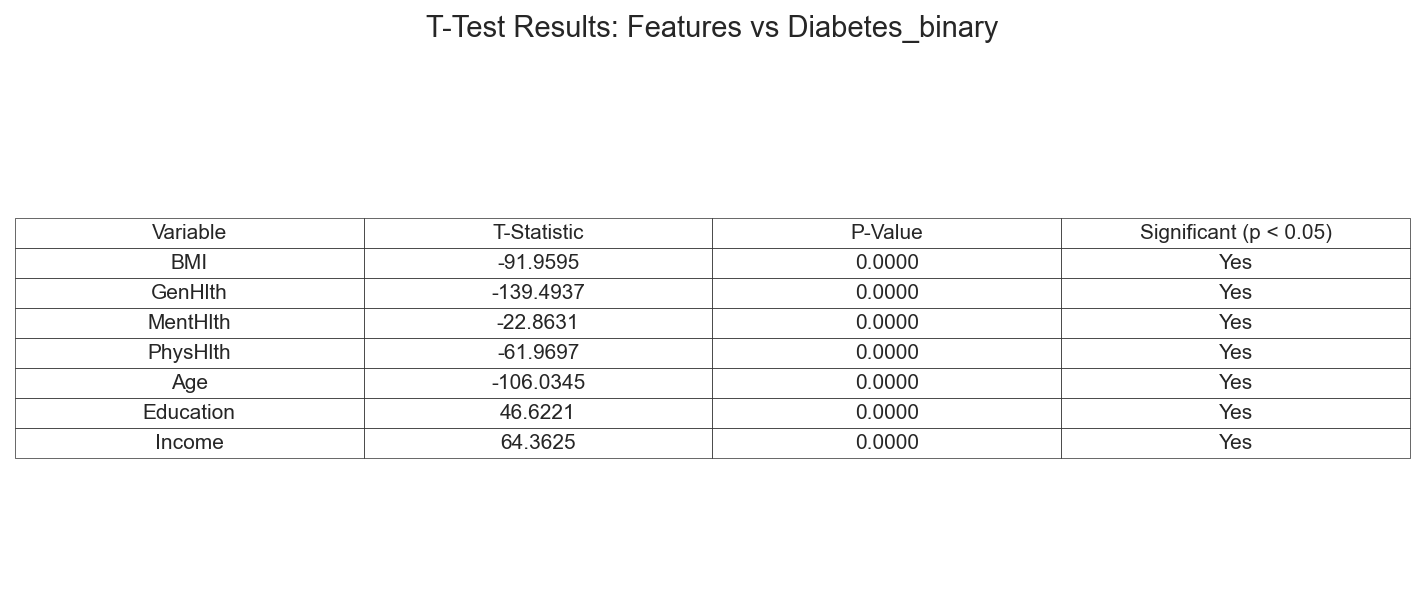 T-Test Results: Features vs Diabetes_binary
Variable T-Statistic P-Value Significant (p < 0.05)
BMI -91.9595 0.0000 Yes
GenHlth -139.4937 0.0000 Yes
MentHlth -22.8631 0.0000 Yes
PhysHlth -61.9697 0.0000 Yes
Age -106.0345 0.0000 Yes
Education 46.6221 0.0000 Yes
Income 64.3625 0.0000 Yes